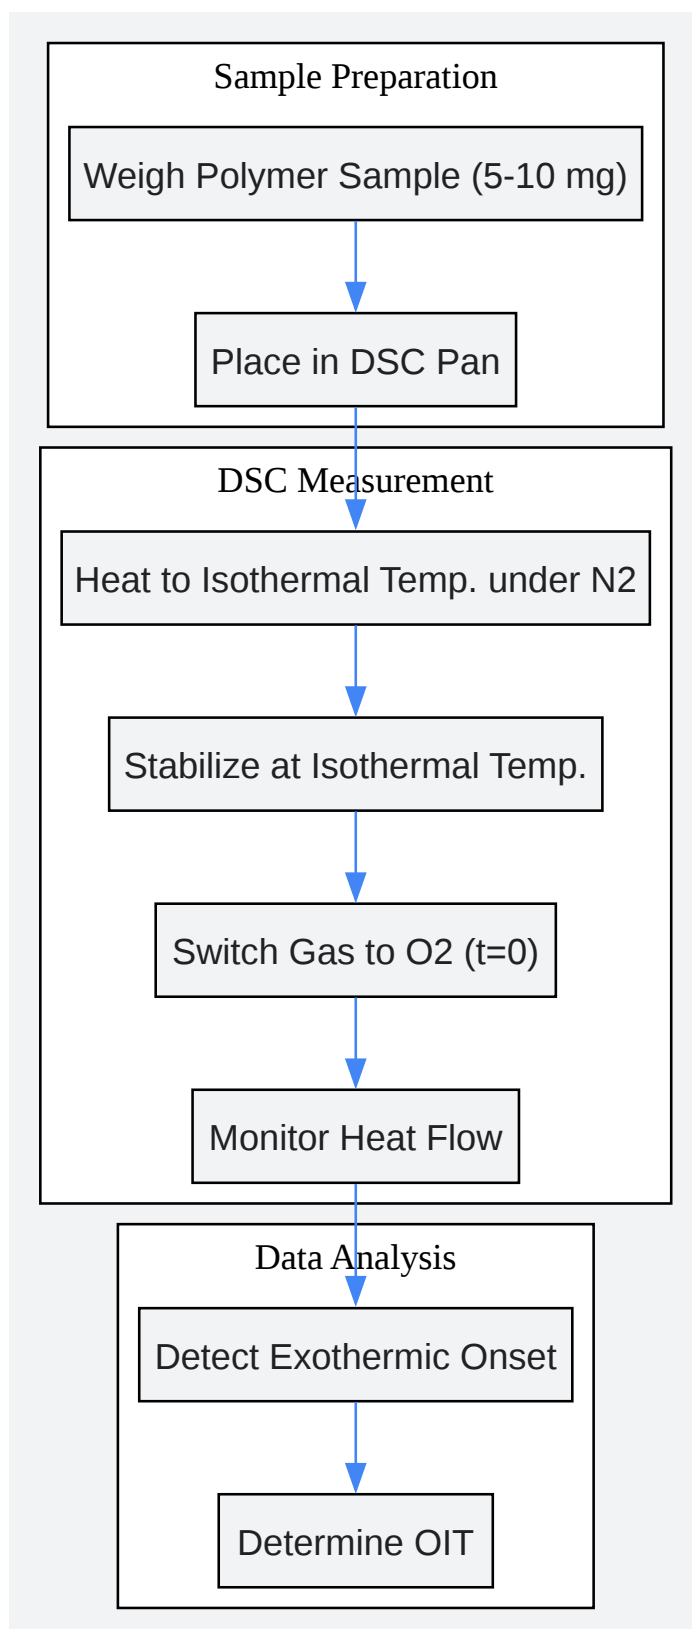 Sample Preparation
Weigh Polymer Sample (5-10 mg)
Place in DSC Pan
DSC Measurement
Heat to Isothermal Temp. under N2
Stabilize at Isothermal Temp.
Switch Gas to O2 (t=0)
Monitor Heat Flow
Data Analysis
Detect Exothermic Onset
Determine OIT